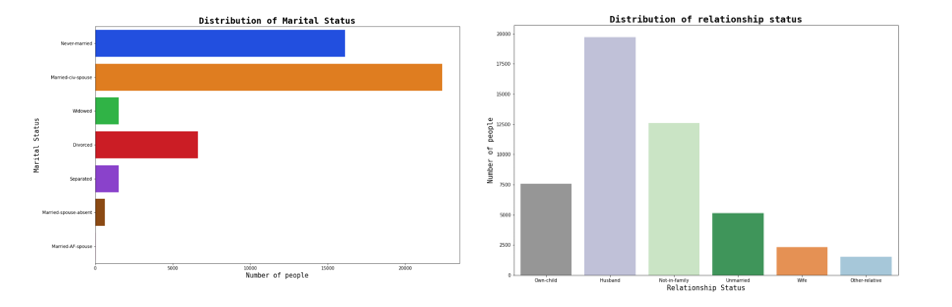 Distribution of Marital Status
Never-married
Married-civ-spouse
Widowed
Divorced
Separated
Married-spouse-absent
Married-AF-spouse
Marital Status
0 5000 10000 15000 20000
Number of people
Distribution of relationship status
20000
17500
15000
12500
10000
7500
5000
2500
0
Number of people
Own-child Husband Not-in-family Unmarried Wife Other-relative
Relationship Status